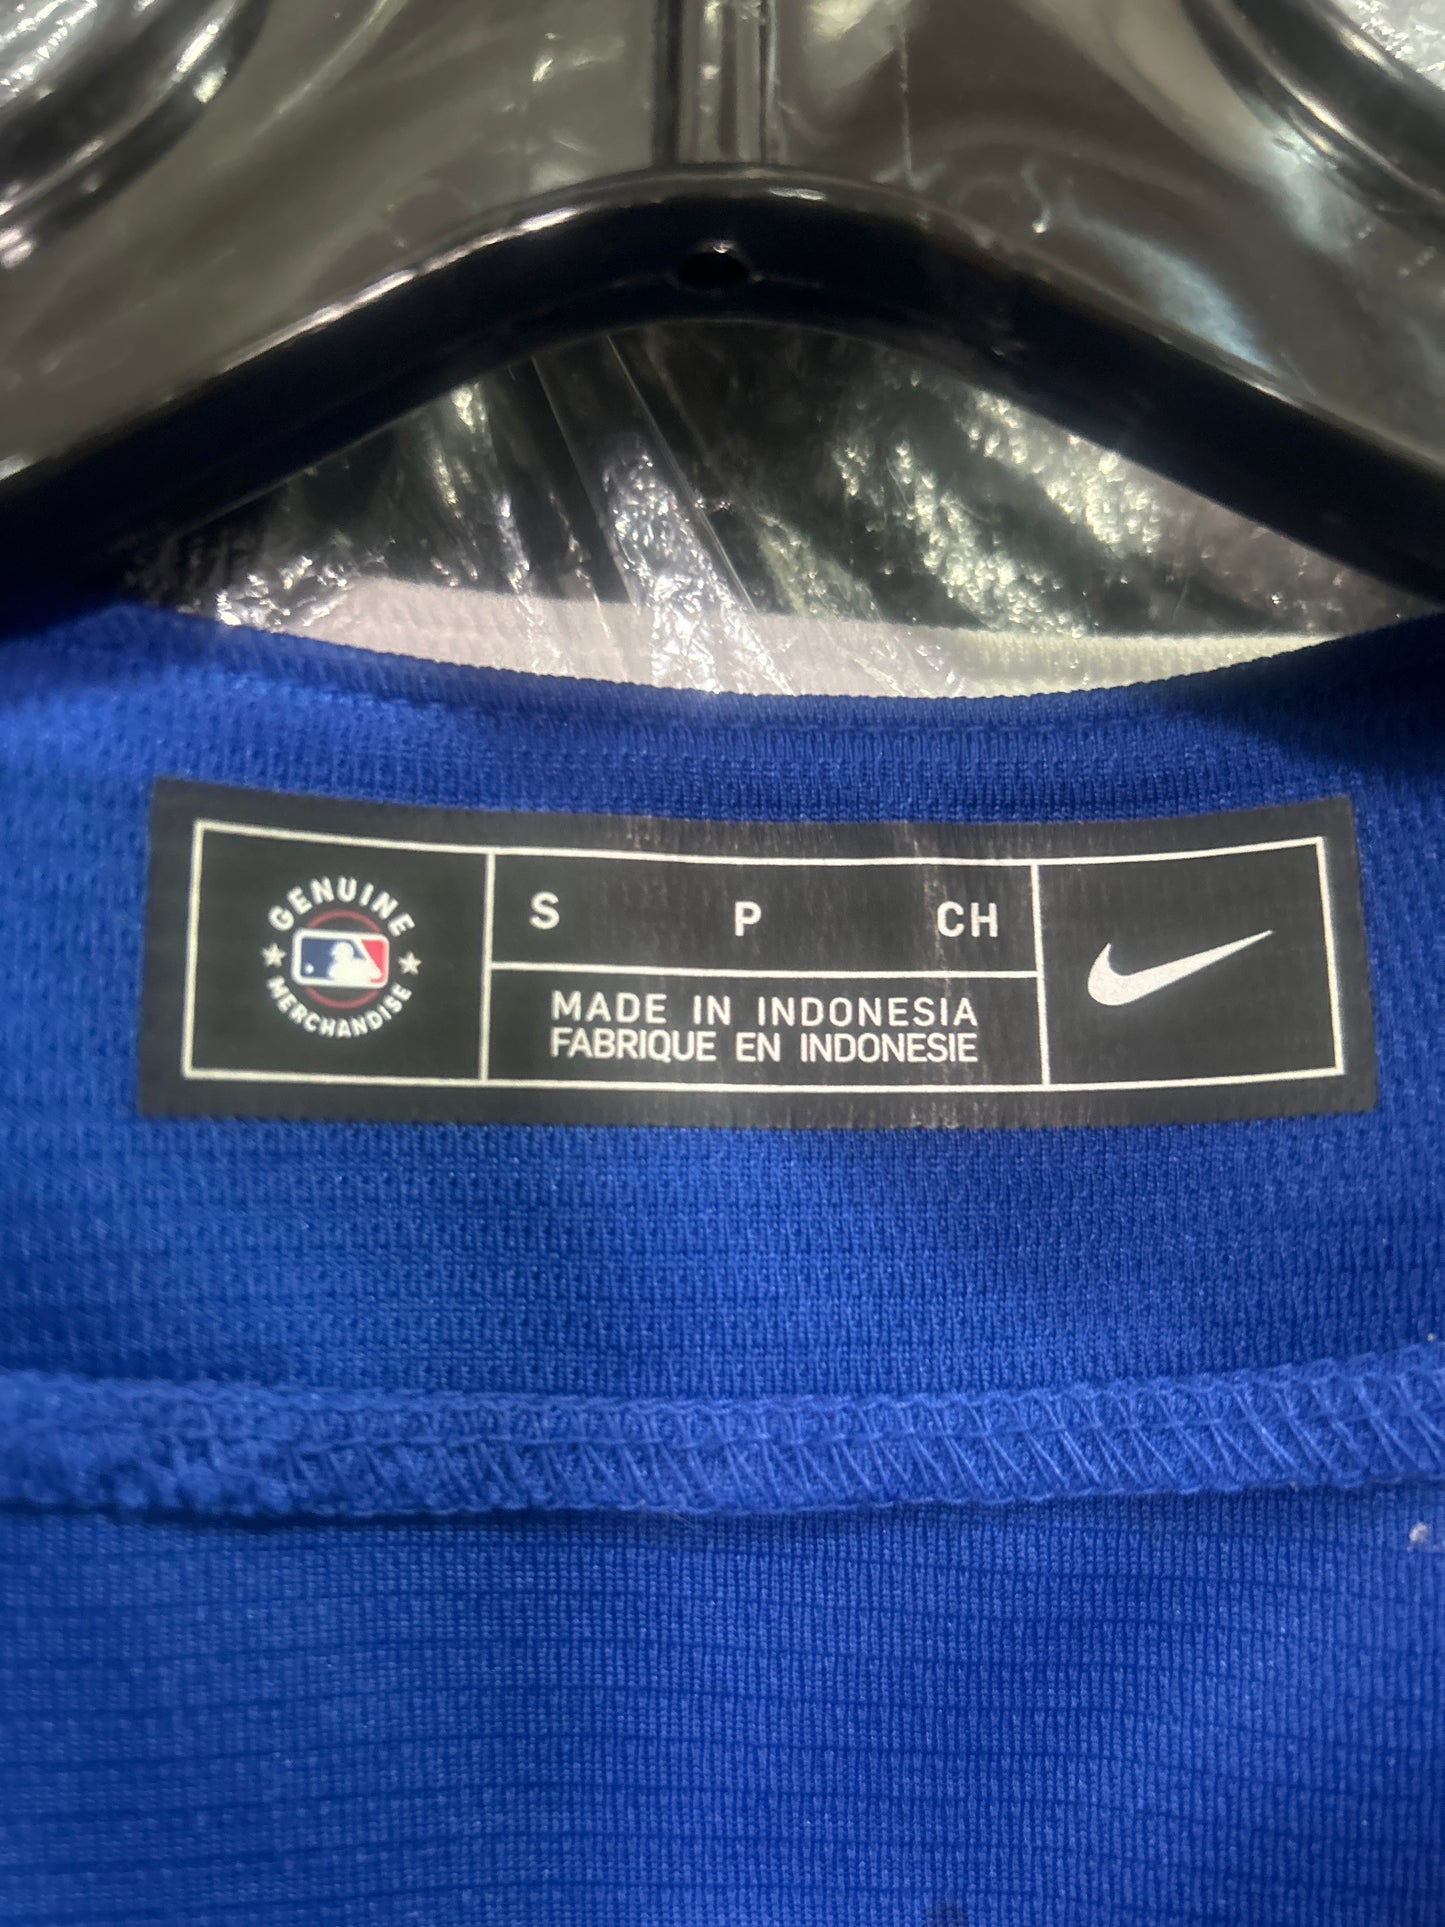 GENUINE
MERCHANDISE
S P CH
MADE IN INDONESIA
FABRIQUE EN INDONESIE